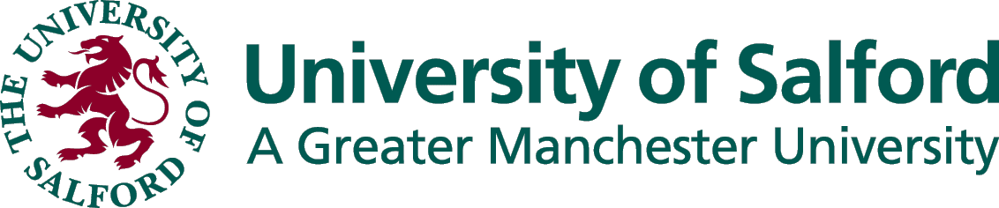 THE UNIVERSITY OF SALFORD
University of Salford
A Greater Manchester University